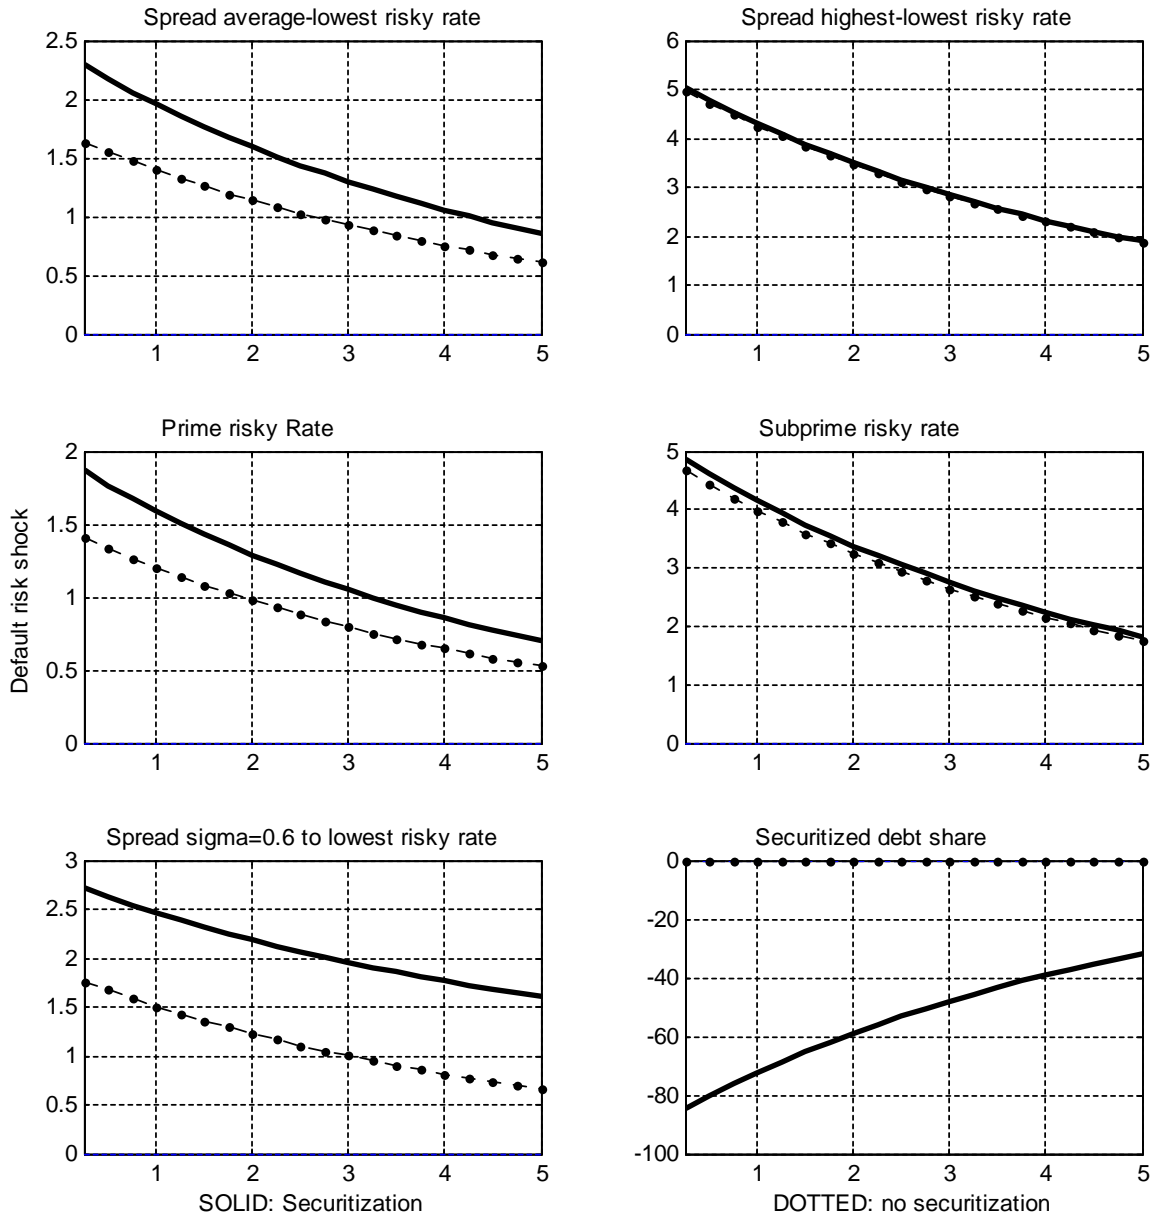 Spread average-lowest risky rate
2.5
2
1.5
1
0.5
0
1 2 3 4 5
Spread highest-lowest risky rate
6
5
4
3
2
1
0
1 2 3 4 5
Default risk shock
Prime risky Rate
2
1.5
1
0.5
0
1 2 3 4 5
Subprime risky rate
5
4
3
2
1
0
1 2 3 4 5
Spread sigma=0.6 to lowest risky rate
3
2.5
2
1.5
1
0.5
0
1 2 3 4 5
SOLID: Securitization
Securitized debt share
0
-20
-40
-60
-80
-100
1 2 3 4 5
DOTTED: no securitization